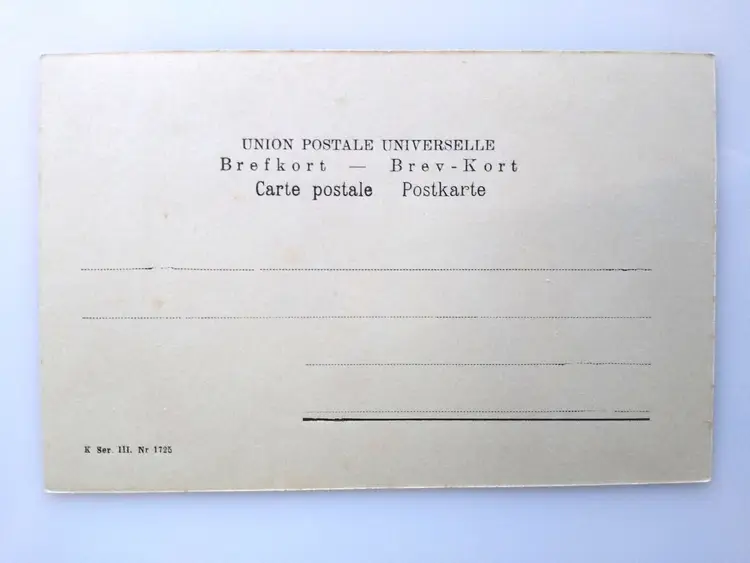 UNION POSTALE UNIVERSELLE
Brefkort — Brev-Kort
Carte postale Postkarte
K Ser. III. Nr 1725